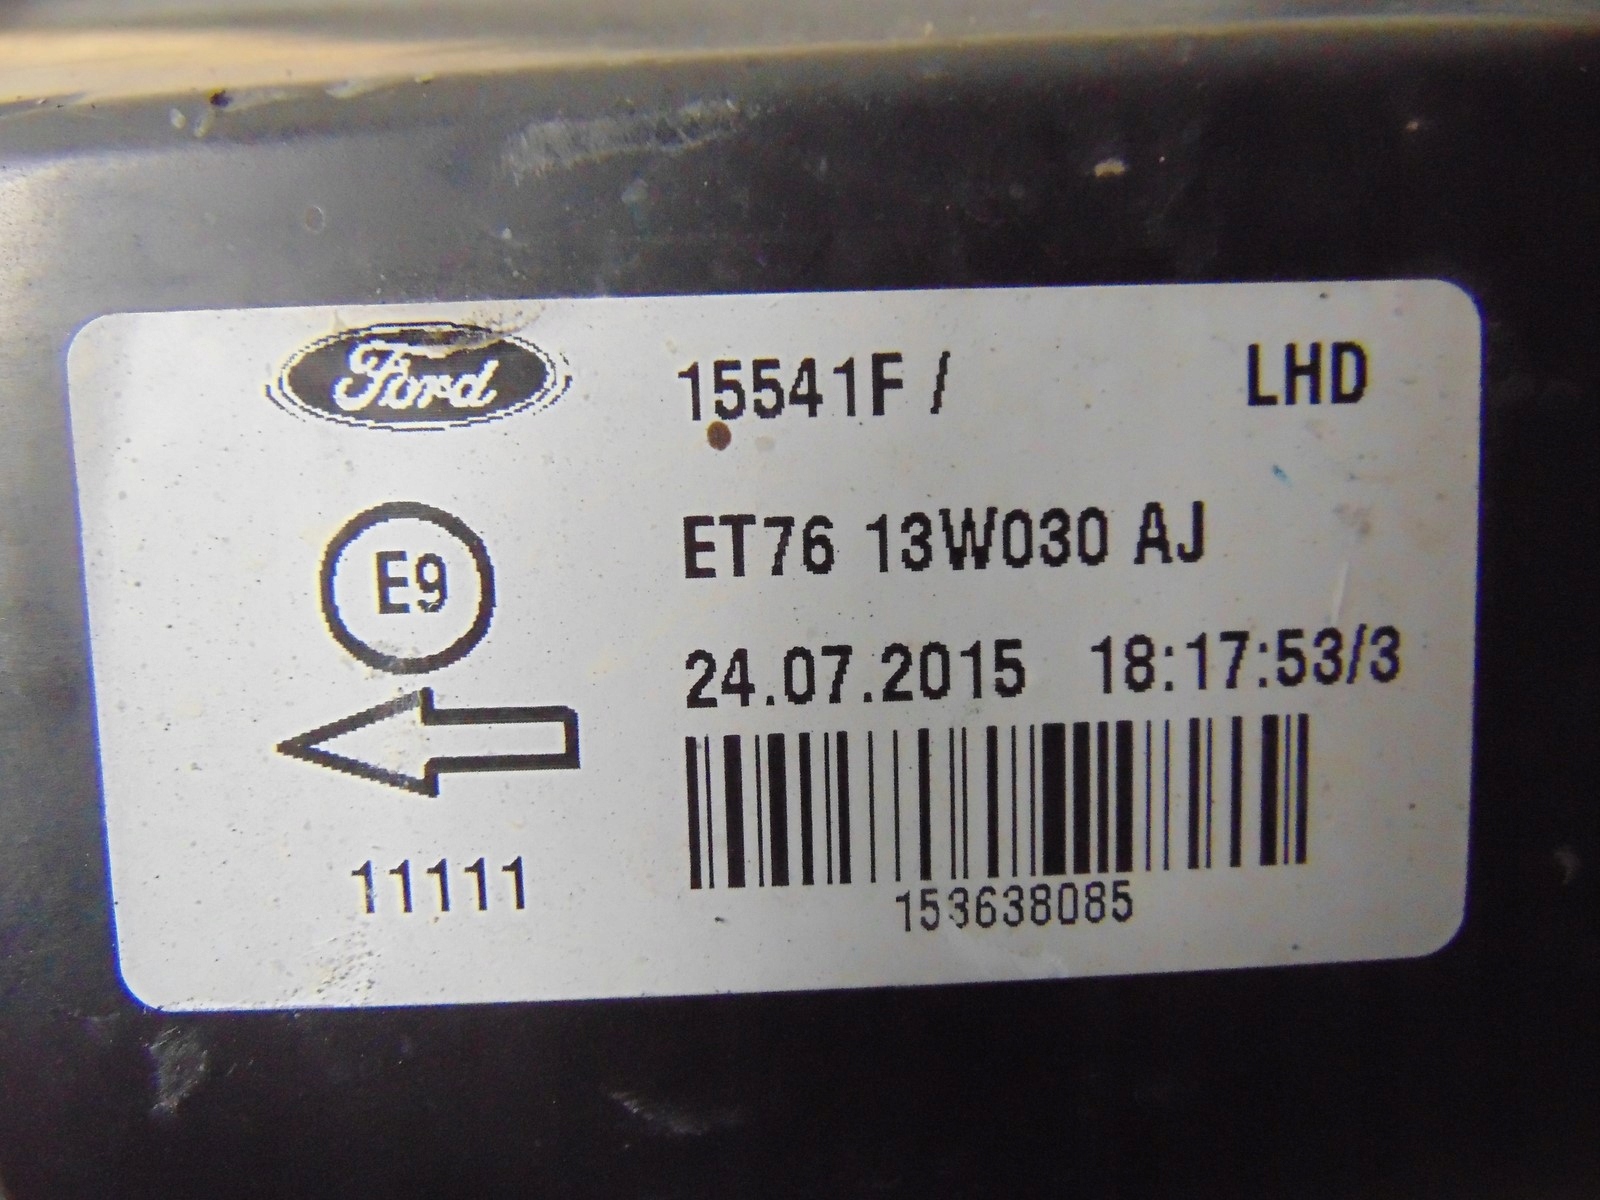 Ford
15541F / LHD
E9
ET76 13W030 AJ
24.07.2015 18:17:53/3
11111
153638085